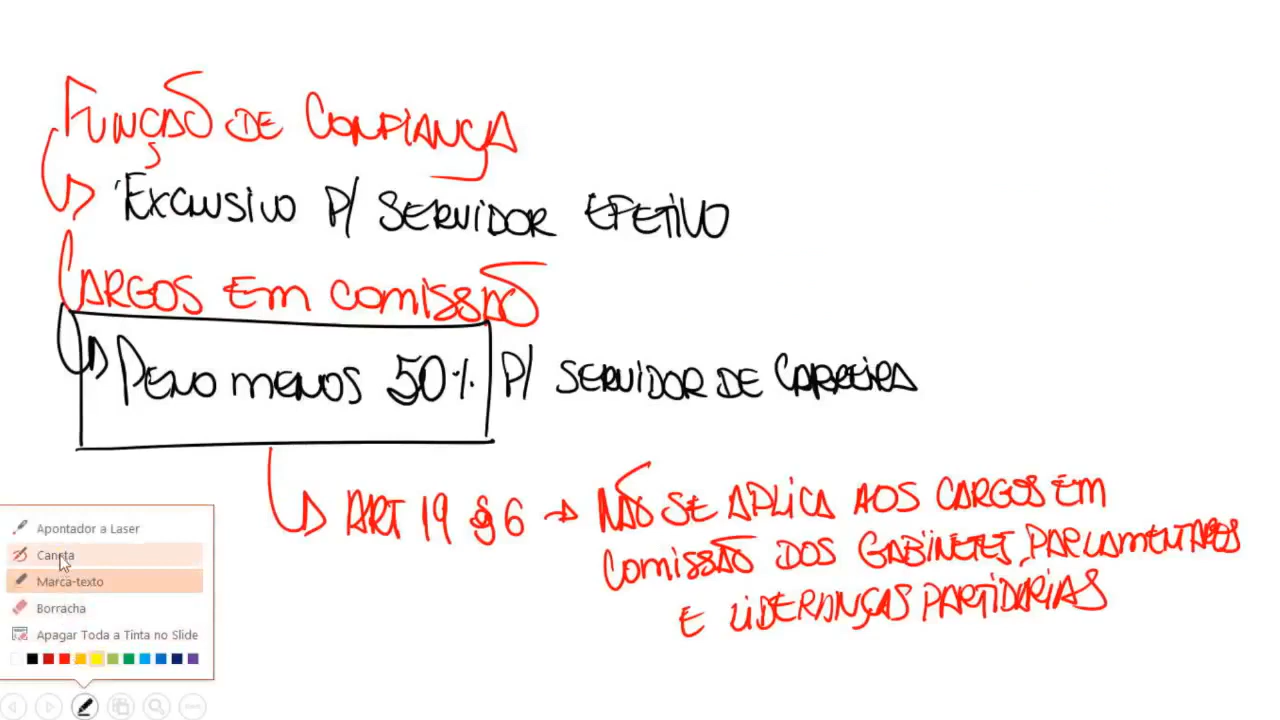 FUNÇÃO DE CONFIANÇA
EXCLUSIVO P/ SERVIDOR EFETIVO
CARGOS EM COMISSÃO
PELO MENOS 50% P/ SERVIDOR DE CARREIRA
ART 19 § 6 → NÃO SE APLICA AOS CARGOS EM
COMISSÃO DOS GABINETES PARLAMENTARES
E LIDERANÇAS PARTIDÁRIAS
Apontador a Laser
Caneta
Marca-texto
Borracha
Apagar Toda a Tinta no Slide